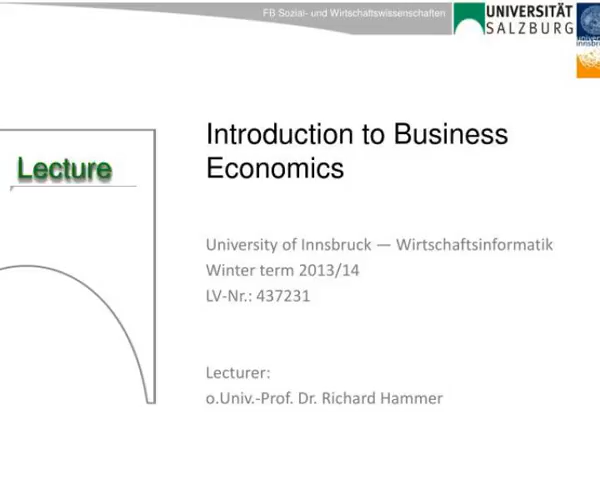 FB Sozial- und Wirtschaftswissenschaften
UNIVERSITÄT
SALZBURG
Introduction to Business
Economics
Lecture
University of Innsbruck — Wirtschaftsinformatik
Winter term 2013/14
LV-Nr.: 437231
Lecturer:
o.Univ.-Prof. Dr. Richard Hammer